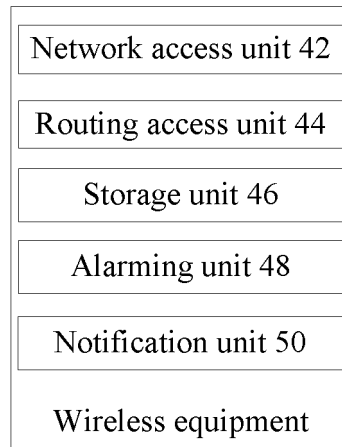 Network access unit 42
Routing access unit 44
Storage unit 46
Alarming unit 48
Notification unit 50
Wireless equipment